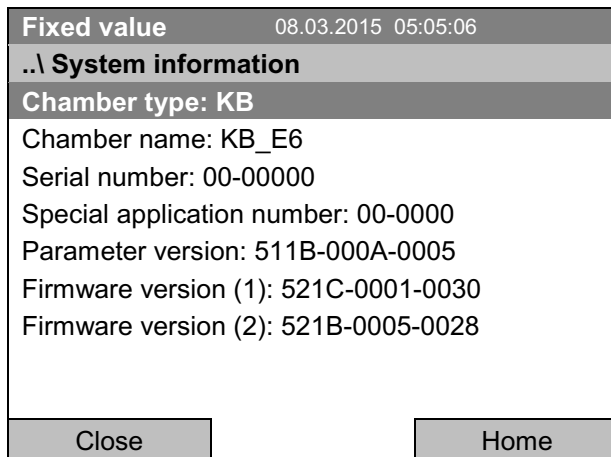 Fixed value 08.03.2015 05:05:06
..\ System information
Chamber type: KB
Chamber name: KB_E6
Serial number: 00-00000
Special application number: 00-0000
Parameter version: 511B-000A-0005
Firmware version (1): 521C-0001-0030
Firmware version (2): 521B-0005-0028
Close Home